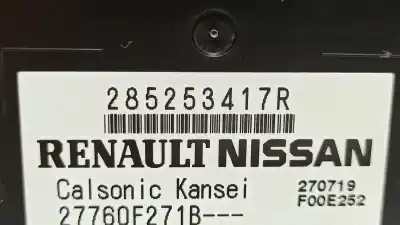 285253417R
RENAULT NISSAN
Calsonic Kansei 270719
27760F271B--- F00E252